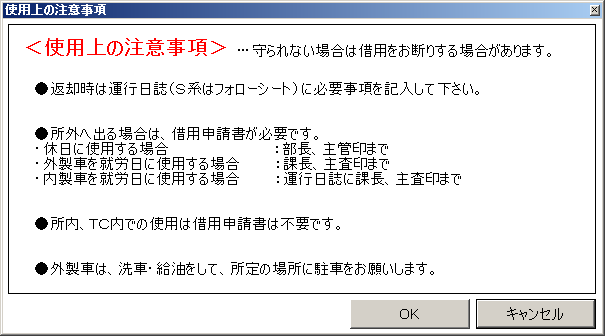 使用上の注意事項
＜使用上の注意事項＞ …守られない場合は借用をお断りする場合があります。
●返却時は運行日誌（Ｓ系はフォローシート）に必要事項を記入して下さい。
●所外へ出る場合は、借用申請書が必要です。
・休日に使用する場合 ：部長、主管印まで
・外製車を就労日に使用する場合 ：課長、主査印まで
・内製車を就労日に使用する場合 ：運行日誌に課長、主査印まで
●所内、ＴＣ内での使用は借用申請書は不要です。
●外製車は、洗車・給油をして、所定の場所に駐車をお願いします。
OK キャンセル